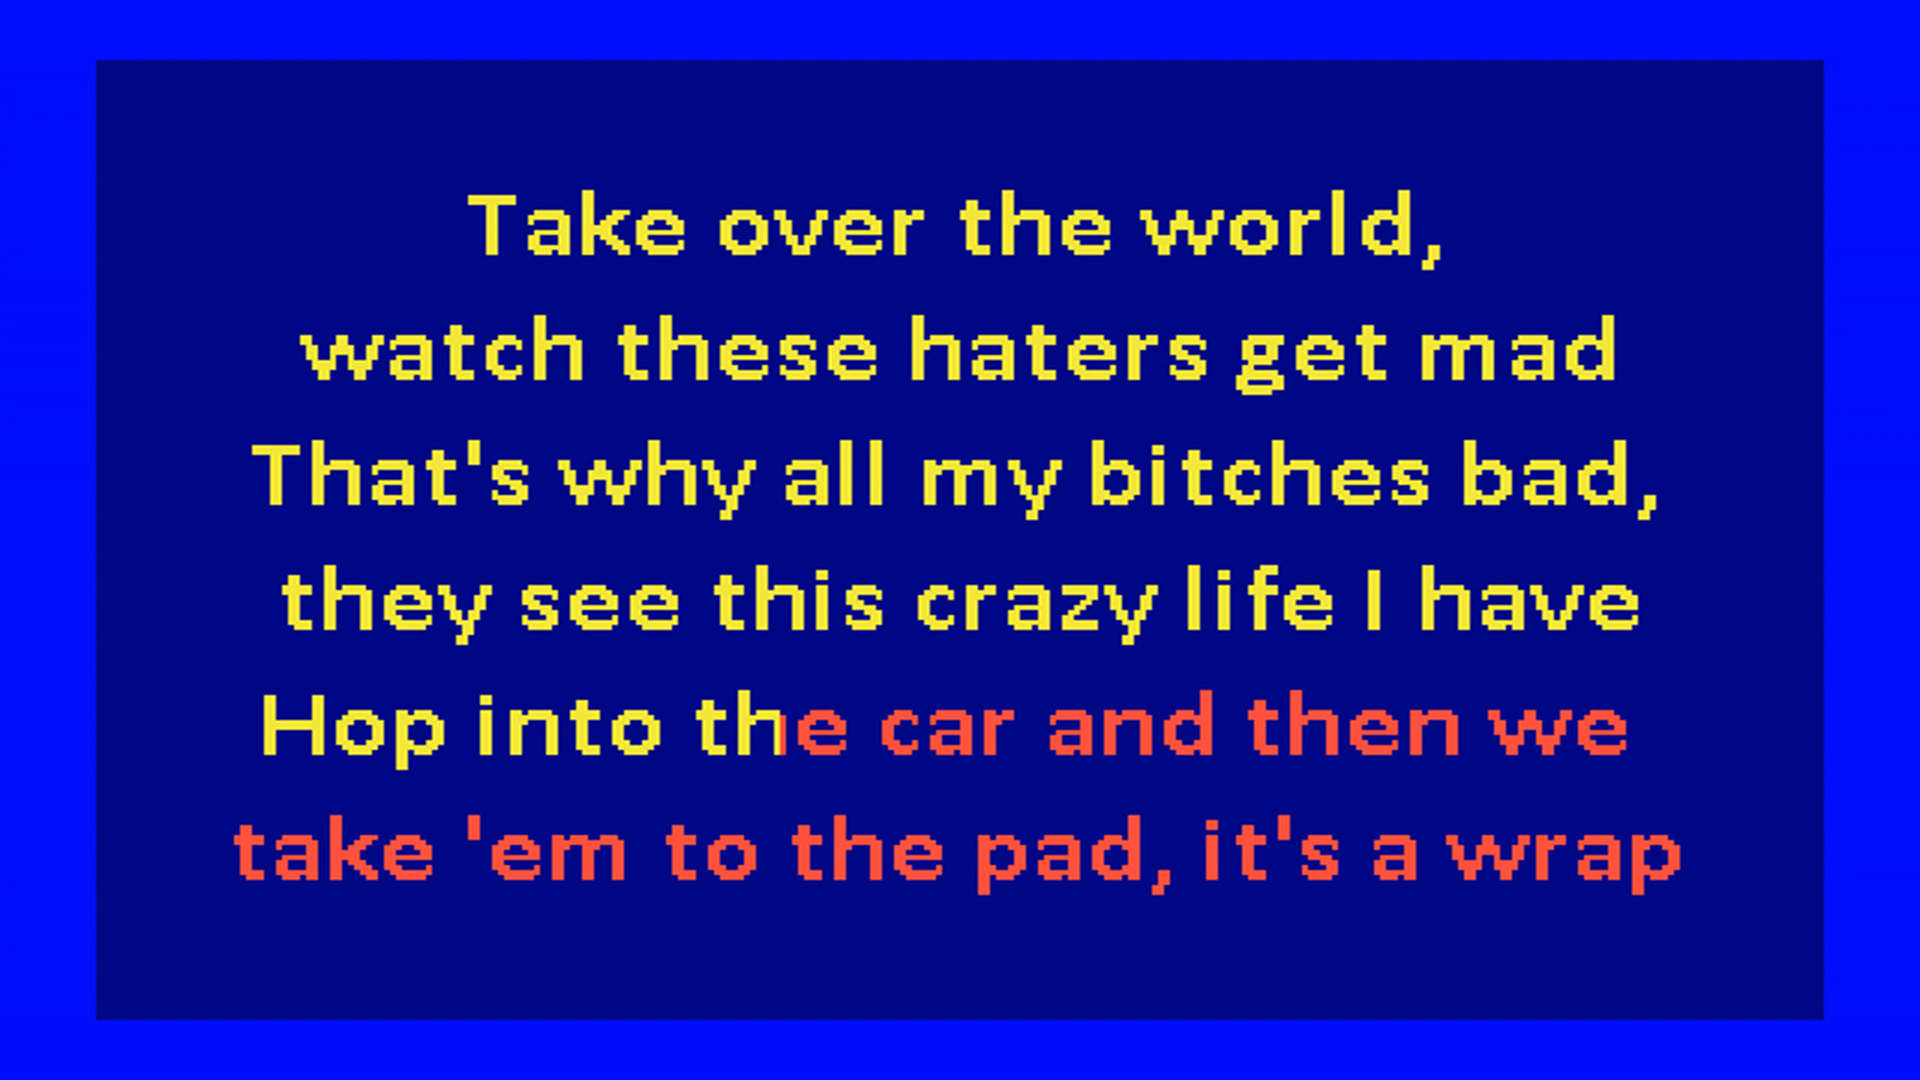 Take over the world,
watch these haters get mad
That's why all my bitches bad,
they see this crazy life I have
Hop into the car and then we
take 'em to the pad, it's a wrap